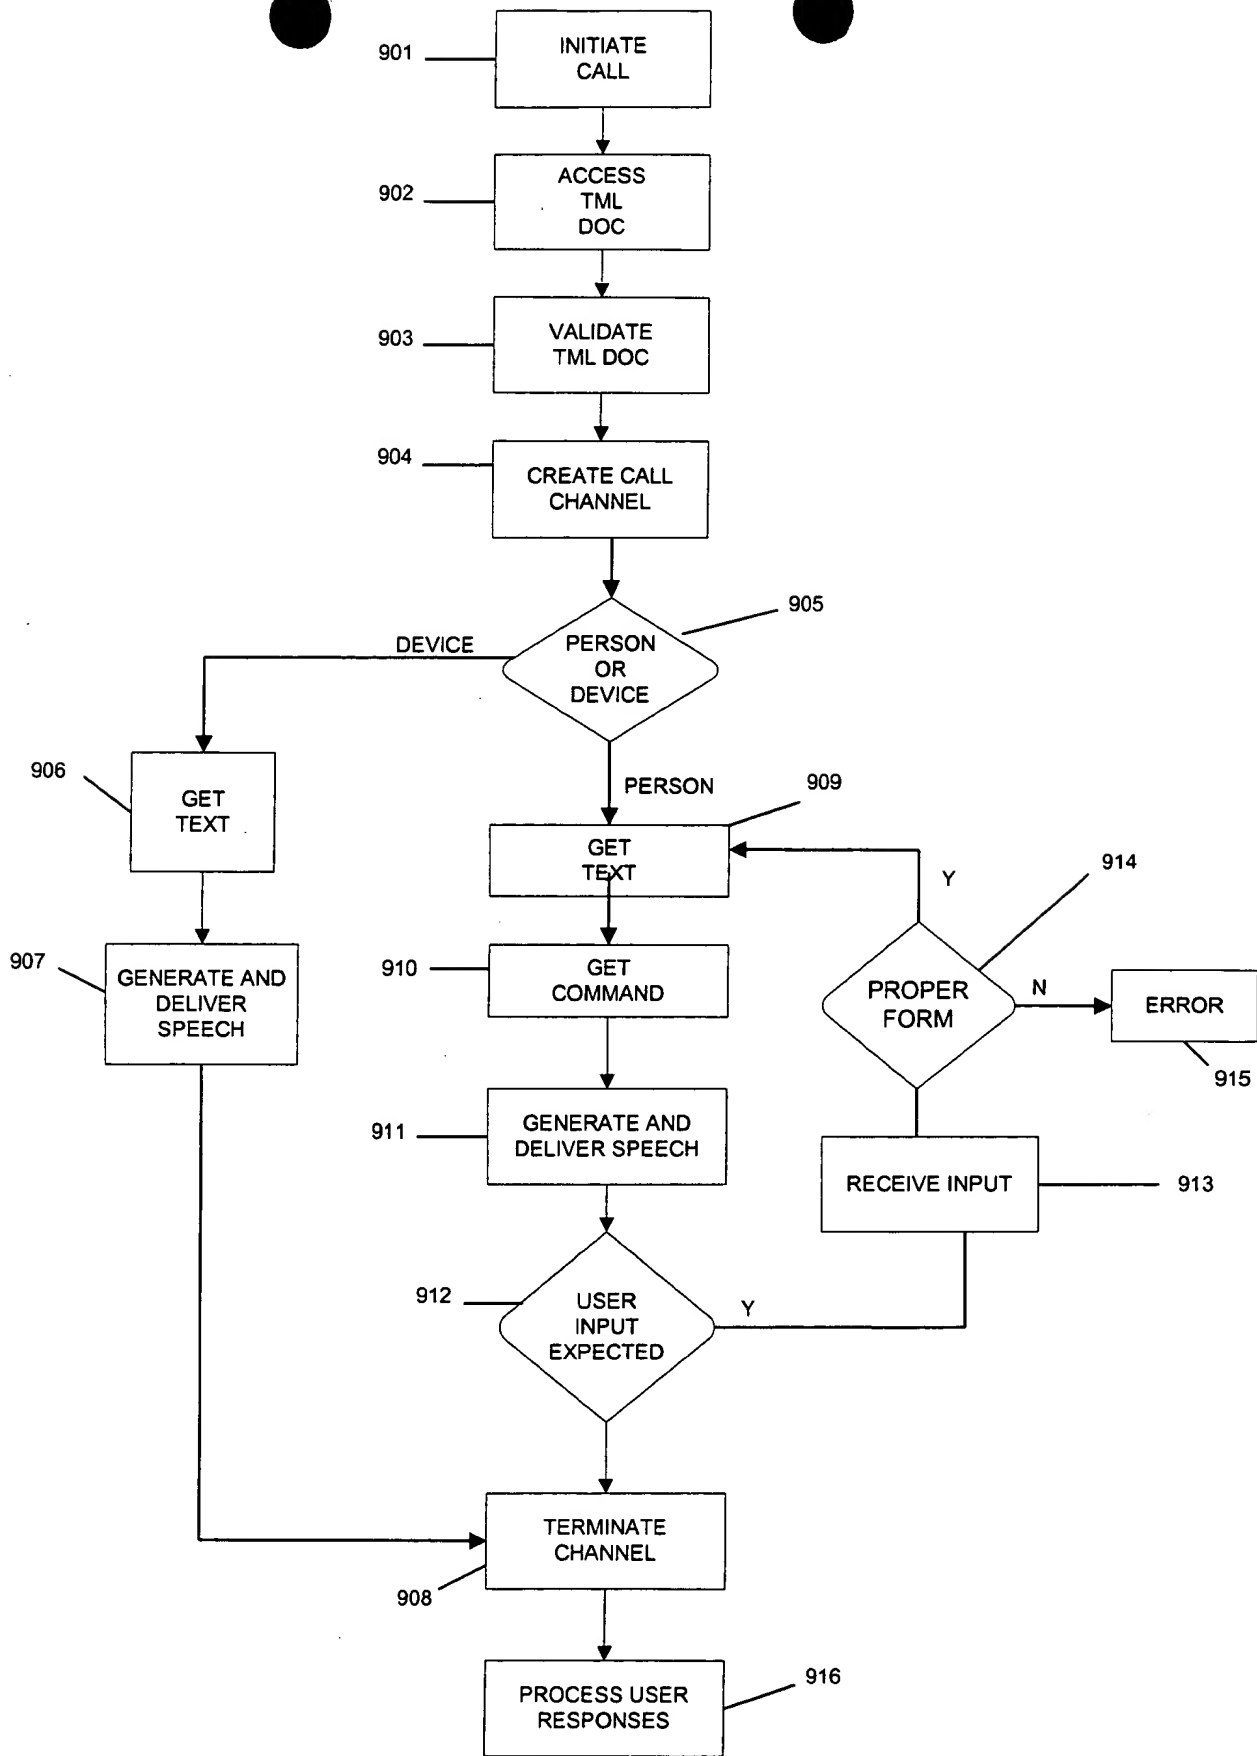 901
INITIATE
CALL
902
ACCESS
TML
DOC
903
VALIDATE
TML DOC
904
CREATE CALL
CHANNEL
905
PERSON
OR
DEVICE
DEVICE
PERSON
906
GET
TEXT
907
GENERATE AND
DELIVER
SPEECH
909
GET
TEXT
910
GET
COMMAND
911
GENERATE AND
DELIVER SPEECH
912
USER
INPUT
EXPECTED
Y
913
RECEIVE INPUT
914
PROPER
FORM
Y
N
ERROR
915
TERMINATE
CHANNEL
908
PROCESS USER
RESPONSES
916